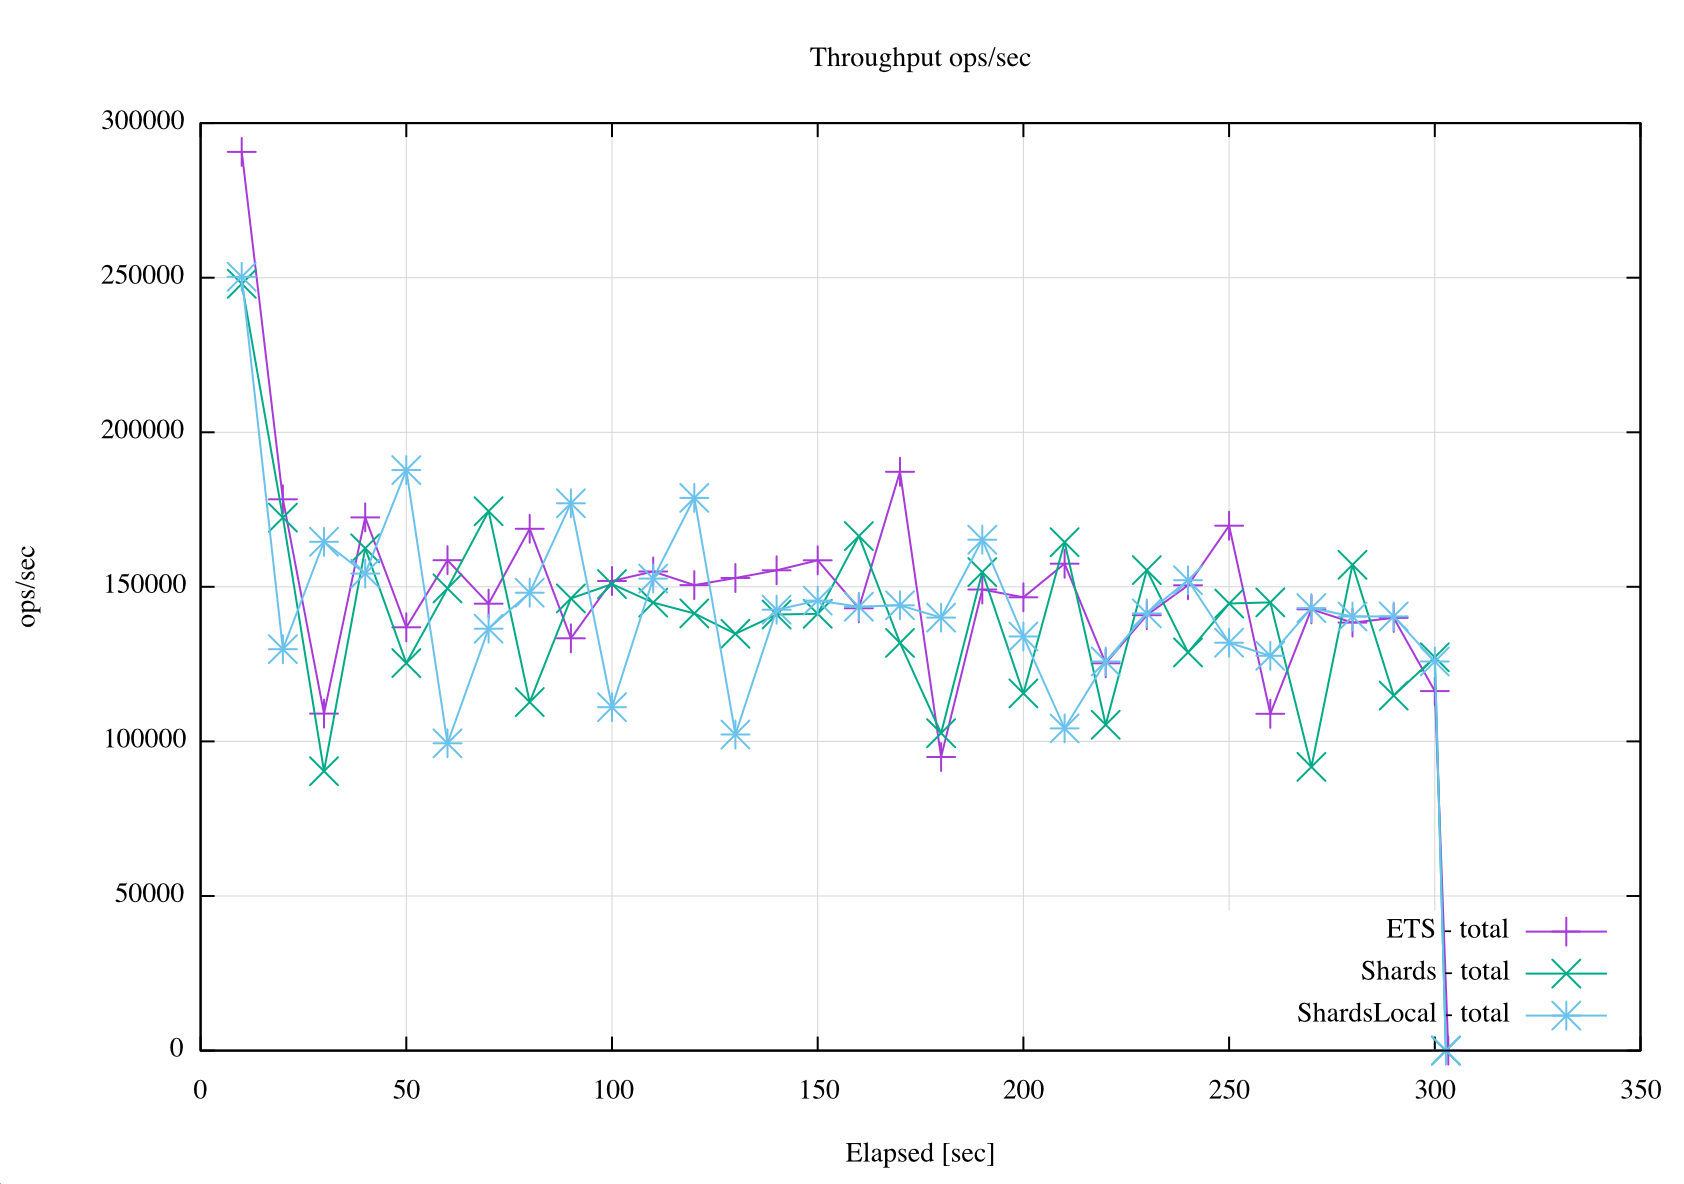 Throughput ops/sec
300000
250000
200000
150000
100000
50000
0
ops/sec
ETS - total
Shards - total
ShardsLocal - total
0 50 100 150 200 250 300 350
Elapsed [sec]